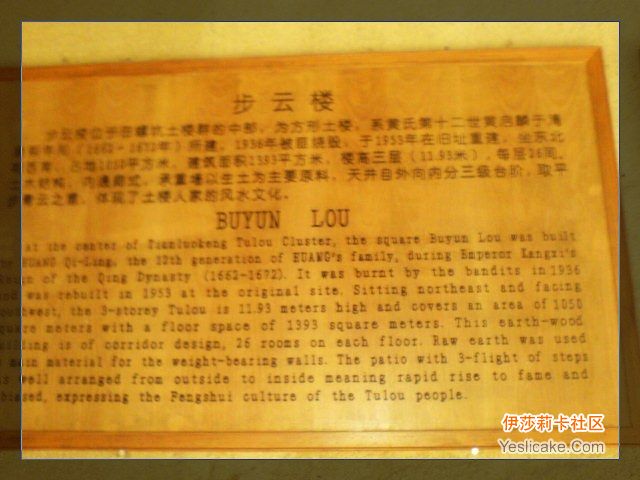 步云楼
步云楼位于田螺坑土楼群的中部,为方形土楼,系黄氏第十二世黄启麟于清
康熙年间(1662-1672年)所建,1936年被匪烧毁,于1953年在旧址重建,坐东北
西南,占地1050平方米,建筑面积1393平方米,楼高三层(11.93米),每层26间。
土木结构,内通廊式,承重墙以生土为主要原料,天井自外向内分三级台阶,取平
步青云之意,体现了土楼人家的风水文化。
BUYUN LOU
at the center of Tianluokeng Tulou Cluster, the square Buyun Lou was built
by HUANG Qi-Ling, the 12th generation of HUANG's family, during Emperor Kangxi's
Reign of the Qing Dynasty (1662-1672). It was burnt by the bandits in 1936
and was rebuilt in 1953 at the original site. Sitting northeast and facing
southwest, the 3-storey Tulou is 11.93 meters high and covers an area of 1050
square meters with a floor space of 1393 square meters. This earth-wood
building is of corridor design, 26 rooms on each floor. Raw earth was used
main material for the weight-bearing walls. The patio with 3-flight of steps
well arranged from outside to inside meaning rapid rise to fame and
expressing the Fengshui culture of the Tulou people.
伊莎莉卡社区
Yeslicake.Com